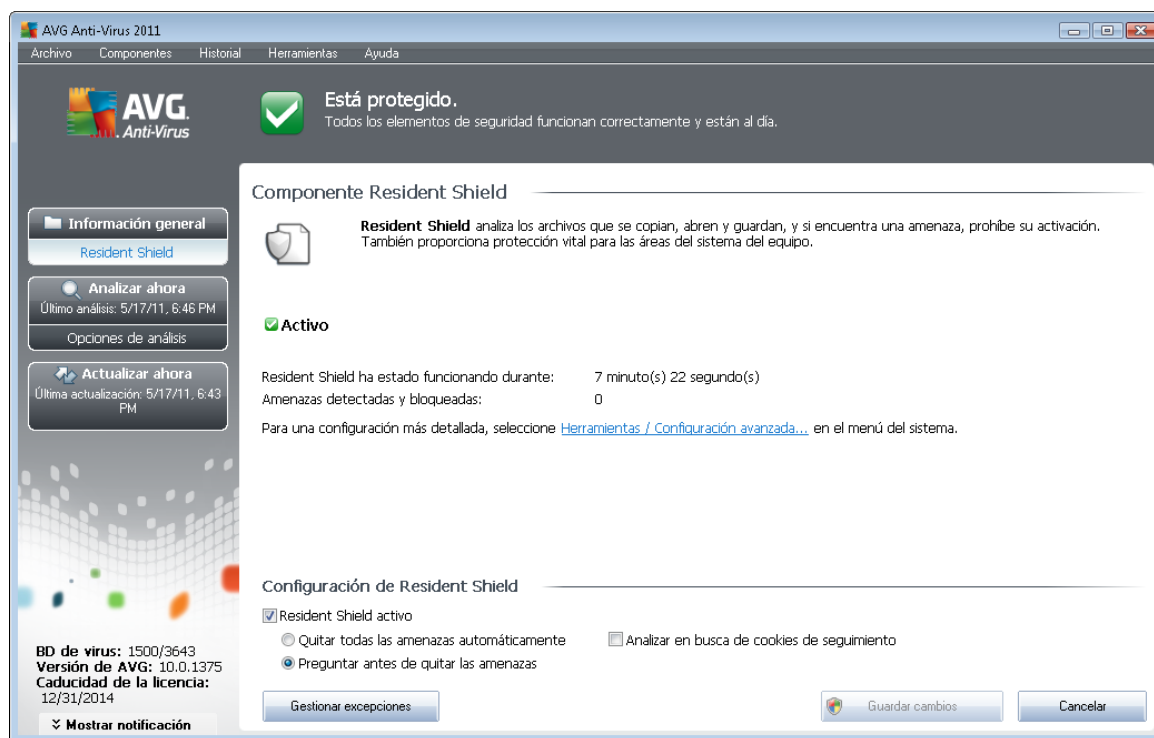 AVG Anti-Virus 2011
Archivo Componentes Historial Herramientas Ayuda
AVG.
Anti-Virus
Está protegido.
Todos los elementos de seguridad funcionan correctamente y están al día.
Información general
Resident Shield
Analizar ahora
Último análisis: 5/17/11, 6:46 PM
Opciones de análisis
Actualizar ahora
Última actualización: 5/17/11, 6:43
PM
BD de virus: 1500/3643
Versión de AVG: 10.0.1375
Caducidad de la licencia:
12/31/2014
Mostrar notificación
Componente Resident Shield
Resident Shield analiza los archivos que se copian, abren y guardan, y si encuentra una amenaza, prohíbe su activación.
También proporciona protección vital para las áreas del sistema del equipo.
Activo
Resident Shield ha estado funcionando durante: 7 minuto(s) 22 segundo(s)
Amenazas detectadas y bloqueadas: 0
Para una configuración más detallada, seleccione Herramientas / Configuración avanzada... en el menú del sistema.
Configuración de Resident Shield
Resident Shield activo
Quitar todas las amenazas automáticamente Analizar en busca de cookies de seguimiento
Preguntar antes de quitar las amenazas
Gestionar excepciones Guardar cambios Cancelar